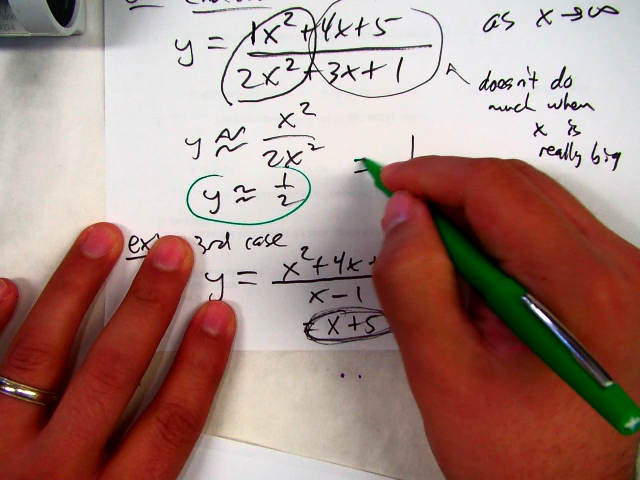 as x→∞
y = 1x²+4x+5 / 2x²+3x+1
doesn't do
much when
x is
really big
y ≈ x² / 2x²
y ≈ 1/2
ex 3rd case
y = x²+4x+ / x-1
= x+5